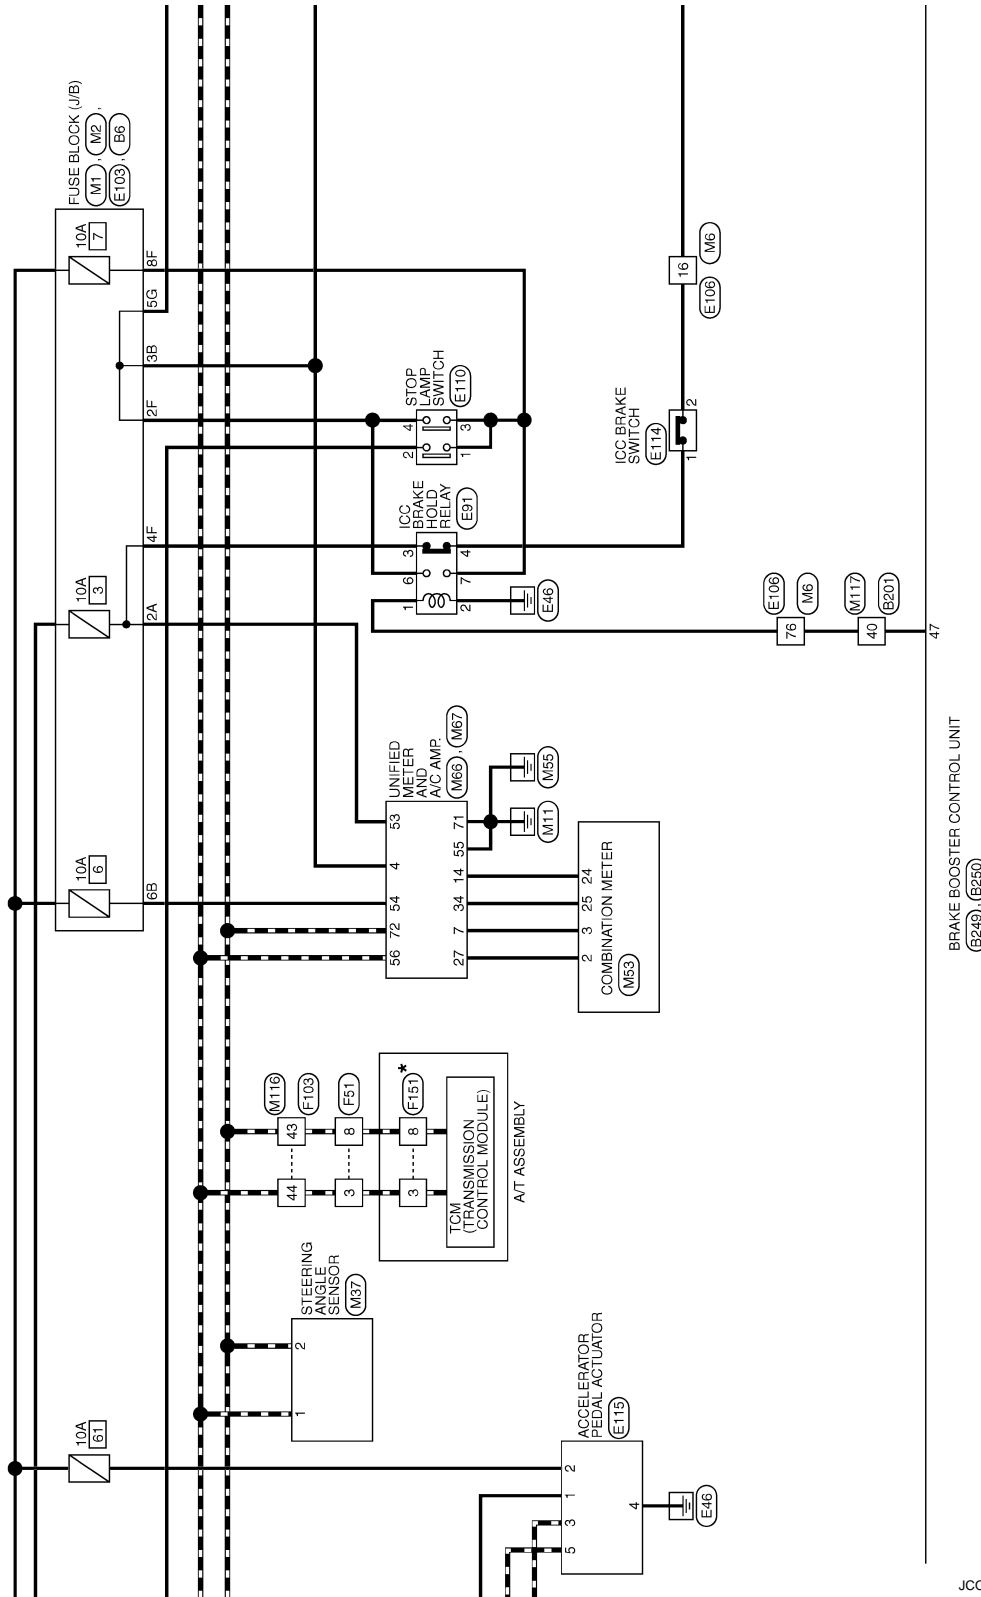 FUSE BLOCK (J/B)
M1 , M2 ,
E103 , B6
10A
7
8F
5G
3B
2F
10A
3
4F
2A
10A
6
6B
STOP
LAMP
SWITCH
E110
4
3
2
1
ICC
BRAKE
HOLD
RELAY
E91
3
4
6
7
1
2
E46
ICC BRAKE
SWITCH
E114
2
1
16
M6
E106
E106
M6
76
M117
B201
40
47
BRAKE BOOSTER CONTROL UNIT
B249 , B250
UNIFIED
METER
AND
A/C AMP.
M66 , M67
53
4
54
72
56
71
55
14
34
7
27
M55
M11
24
25
3
2
COMBINATION METER
M53
M116
F103
43
44
F51
8
3
*
F151
8
3
TCM
(TRANSMISSION
CONTROL MODULE)
A/T ASSEMBLY
STEERING
ANGLE
SENSOR
M37
2
1
10A
61
ACCELERATOR
PEDAL ACTUATOR
E115
2
1
3
5
4
E46
JCC